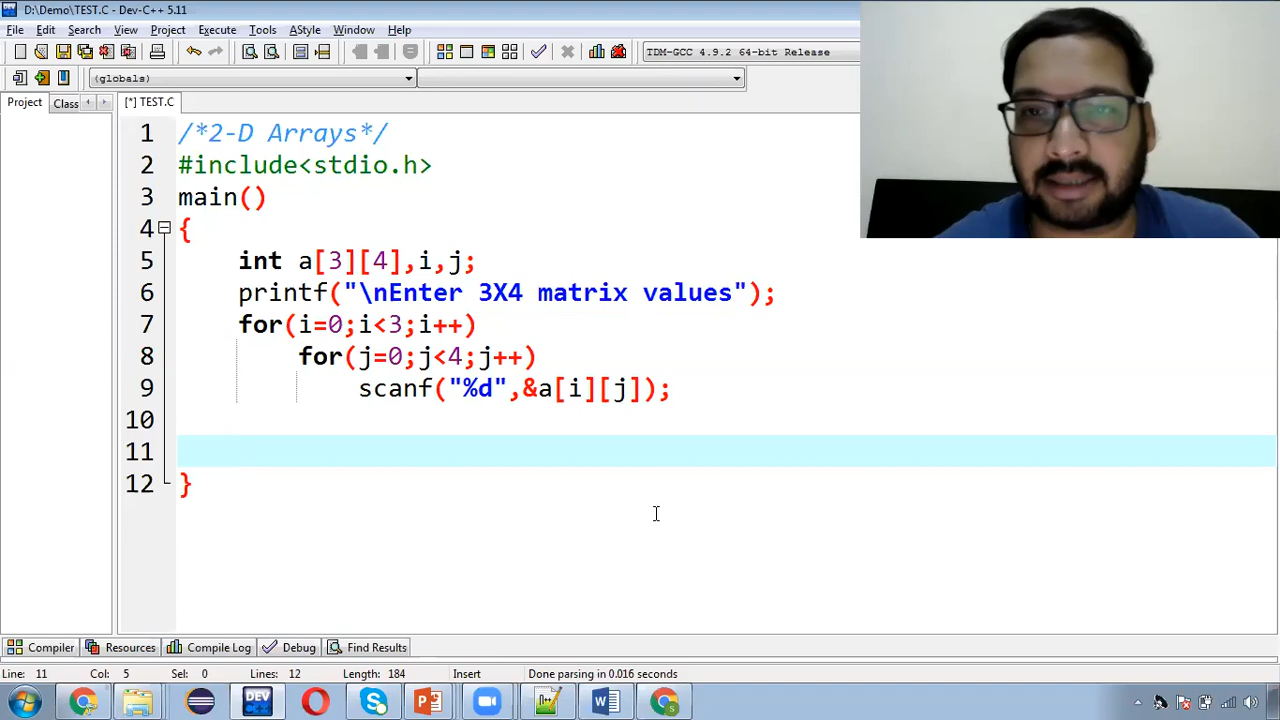 D:\Demo\TEST.C - Dev-C++ 5.11
File Edit Search View Project Execute Tools AStyle Window Help
TDM-GCC 4.9.2 64-bit Release
(globals)
Project Class [*] TEST.C
1 /*2-D Arrays*/
2 #include<stdio.h>
3 main()
4 {
5 int a[3][4],i,j;
6 printf("\nEnter 3X4 matrix values");
7 for(i=0;i<3;i++)
8 for(j=0;j<4;j++)
9 scanf("%d",&a[i][j]);
10
11
12 }
Compiler Resources Compile Log Debug Find Results
Line: 11 Col: 5 Sel: 0 Lines: 12 Length: 184 Insert Done parsing in 0.016 seconds
DEV C++